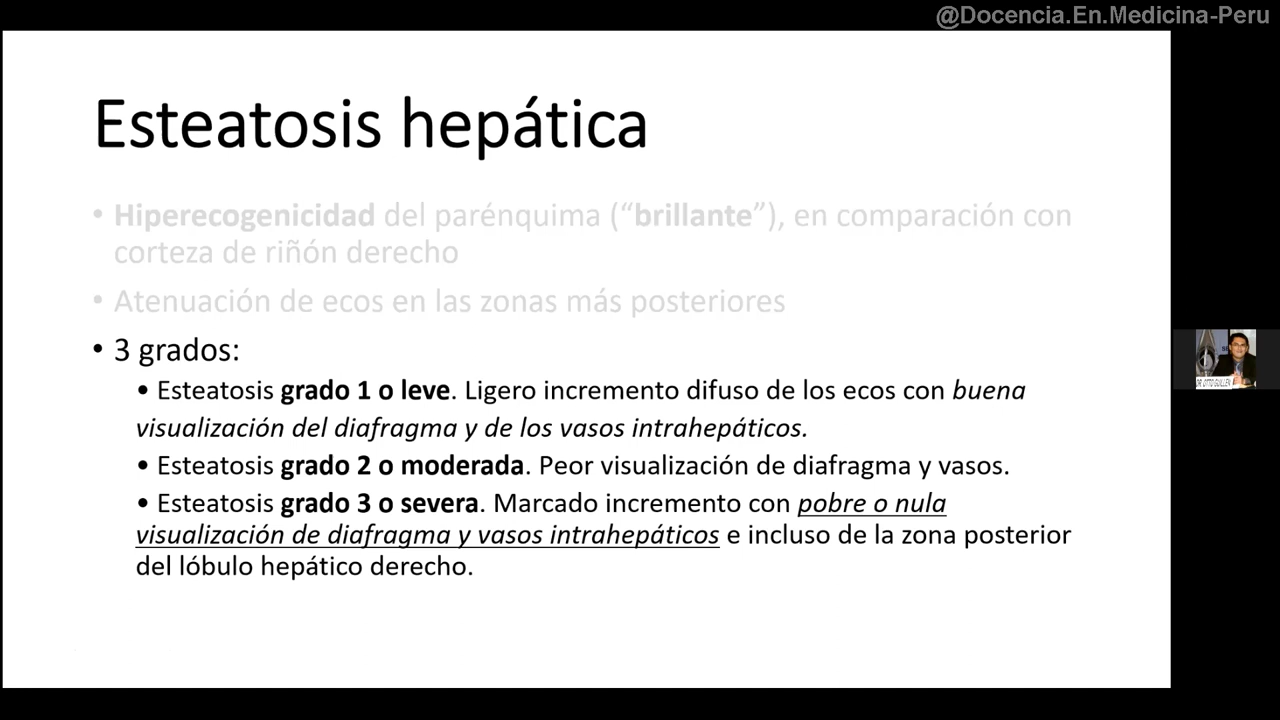 @Docencia.En.Medicina-Peru
Esteatosis hepática
• Hiperecogenicidad del parénquima (“brillante”), en comparación con
corteza de riñón derecho
• Atenuación de ecos en las zonas más posteriores
• 3 grados:
• Esteatosis grado 1 o leve. Ligero incremento difuso de los ecos con buena
visualización del diafragma y de los vasos intrahepáticos.
• Esteatosis grado 2 o moderada. Peor visualización de diafragma y vasos.
• Esteatosis grado 3 o severa. Marcado incremento con pobre o nula
visualización de diafragma y vasos intrahepáticos e incluso de la zona posterior
del lóbulo hepático derecho.
DR. OTTO GUILLEN